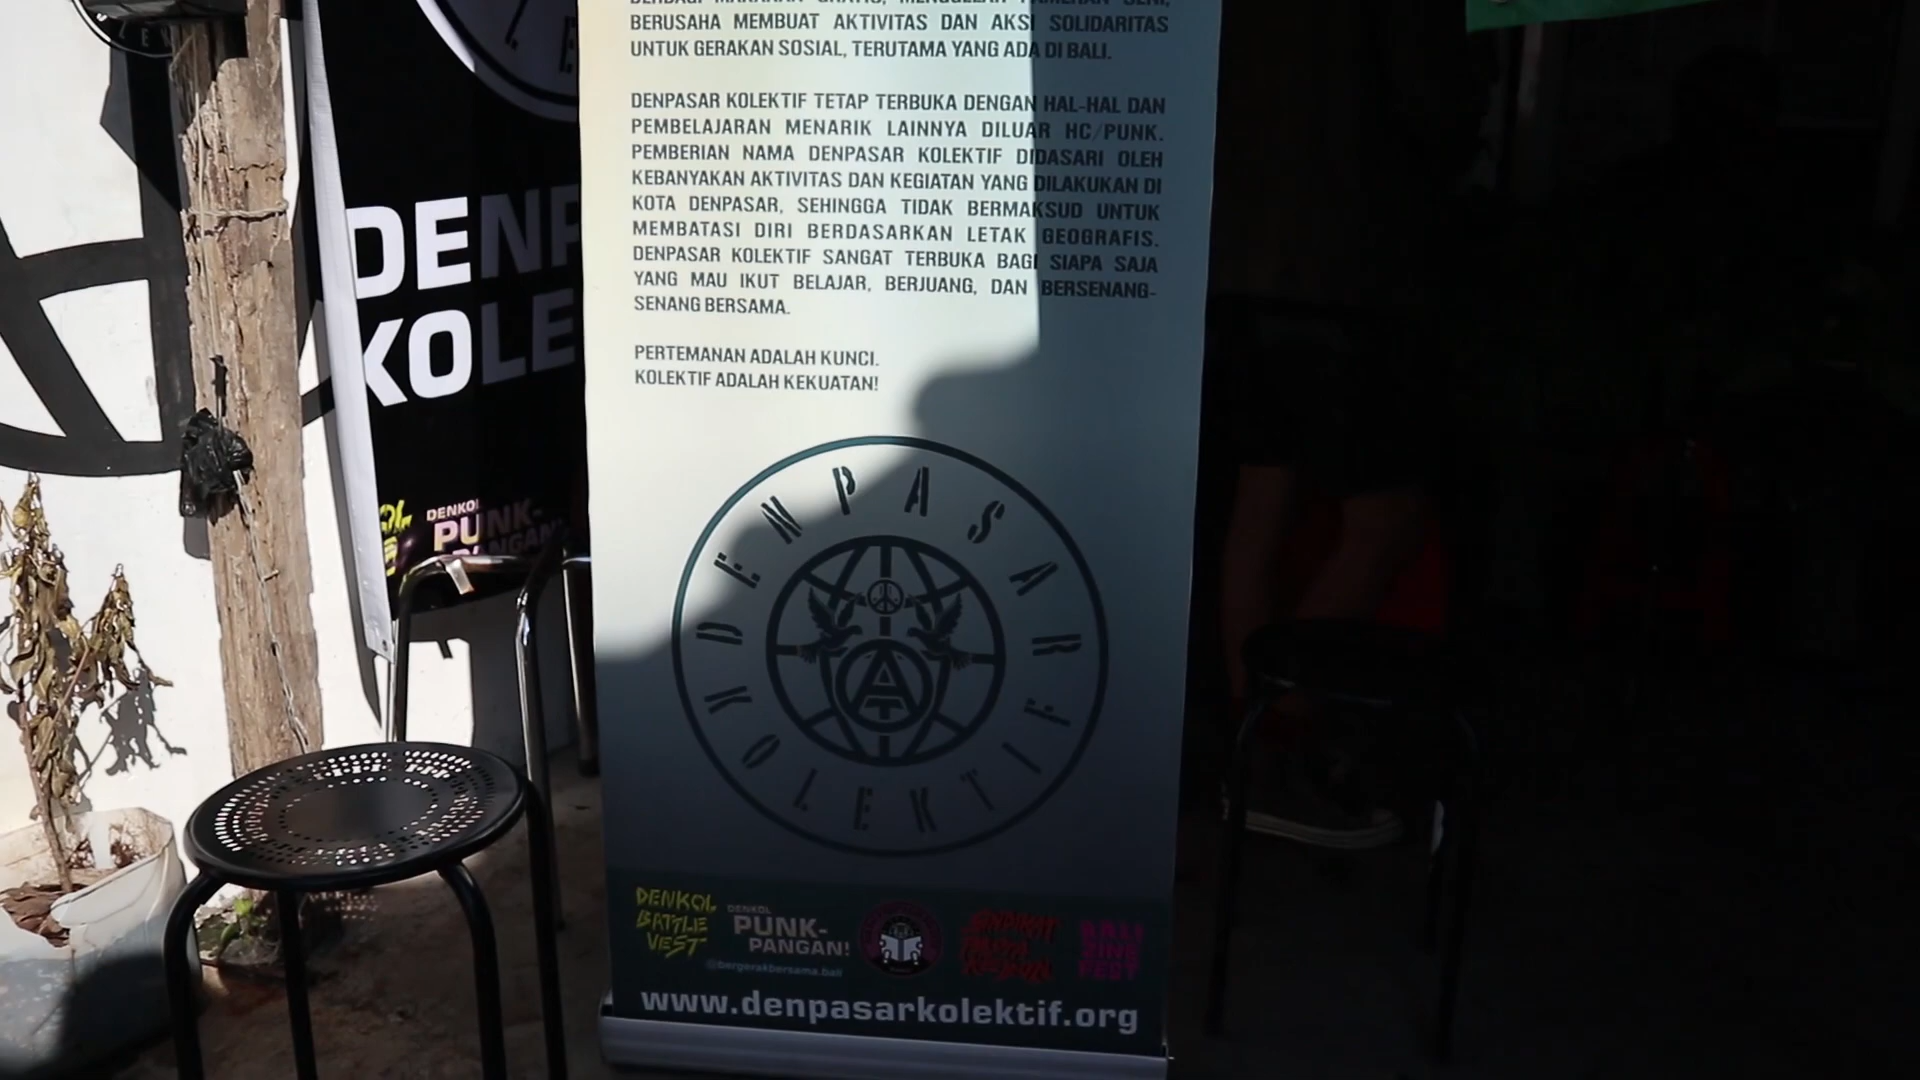 BERUSAHA MEMBUAT AKTIVITAS DAN AKSI SOLIDARITAS
UNTUK GERAKAN SOSIAL, TERUTAMA YANG ADA DI BALI.
DENPASAR KOLEKTIF TETAP TERBUKA DENGAN HAL-HAL DAN
PEMBELAJARAN MENARIK LAINNYA DILUAR HC/PUNK.
PEMBERIAN NAMA DENPASAR KOLEKTIF DIDASARI OLEH
KEBANYAKAN AKTIVITAS DAN KEGIATAN YANG DILAKUKAN DI
KOTA DENPASAR, SEHINGGA TIDAK BERMAKSUD UNTUK
MEMBATASI DIRI BERDASARKAN LETAK GEOGRAFIS.
DENPASAR KOLEKTIF SANGAT TERBUKA BAGI SIAPA SAJA
YANG MAU IKUT BELAJAR, BERJUANG, DAN BERSENANG-
SENANG BERSAMA.
PERTEMANAN ADALAH KUNCI.
KOLEKTIF ADALAH KEKUATAN!
DENPASAR
KOLEKTIF
DENKOL
BATTLE
VEST
DENKOL
PUNK-
PANGAN!
@bergerakbersama.bali
BALI
ZINE
FEST
www.denpasarkolektif.org
DENP
KOLE
DENKOL
PUNK-